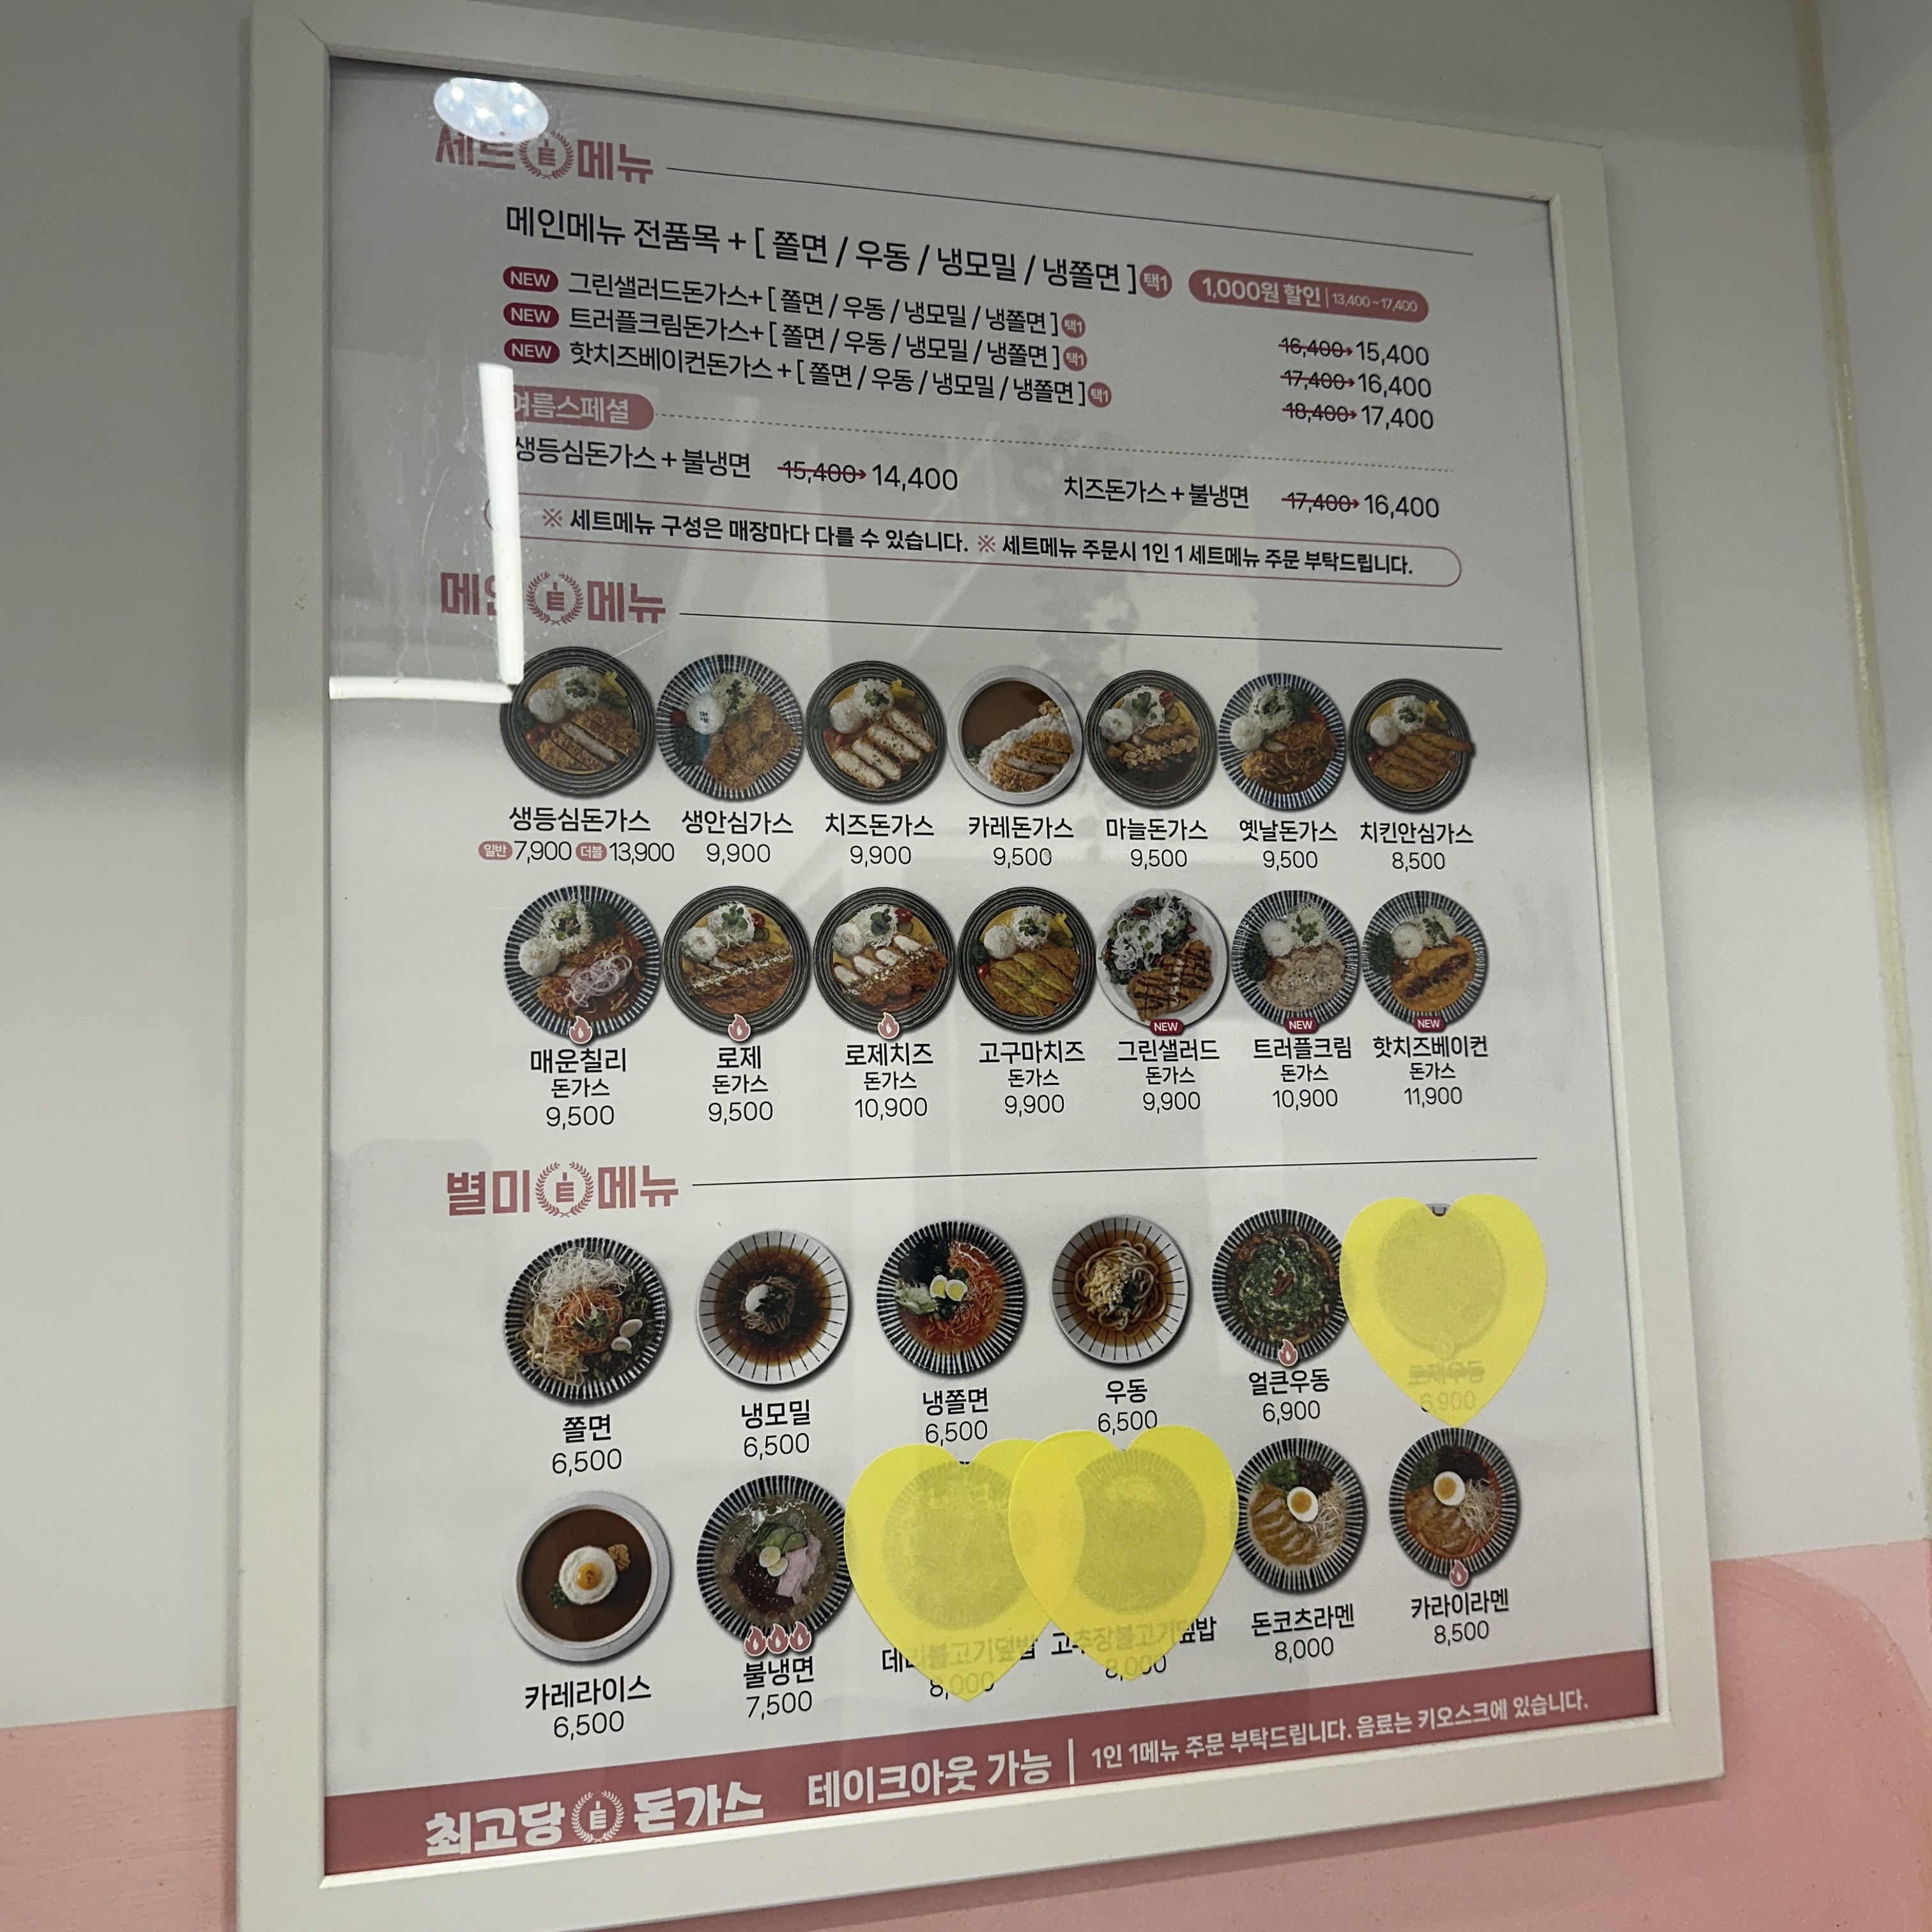 세트 메뉴
메인메뉴 전품목 + [ 쫄면 / 우동 / 냉모밀 / 냉쫄면 ] 택1 1,000원 할인 | 13,400~17,400
NEW 그린샐러드돈가스+ [ 쫄면 / 우동 / 냉모밀 / 냉쫄면 ] 택1 16,400→15,400
NEW 트러플크림돈가스+ [ 쫄면 / 우동 / 냉모밀 / 냉쫄면 ] 택1 17,400→16,400
NEW 핫치즈베이컨돈가스 + [ 쫄면 / 우동 / 냉모밀 / 냉쫄면 ] 택1 18,400→17,400
여름스페셜
생등심돈가스 + 불냉면 15,400→14,400 치즈돈가스 + 불냉면 17,400→16,400
※ 세트메뉴 구성은 매장마다 다를 수 있습니다. ※ 세트메뉴 주문시 1인 1 세트메뉴 주문 부탁드립니다.
메인 메뉴
생등심돈가스 생안심가스 치즈돈가스 카레돈가스 마늘돈가스 옛날돈가스 치킨안심가스
일반 7,900 더블 13,900 9,900 9,900 9,500 9,500 9,500 8,500
NEW NEW NEW
매운칠리 로제 로제치즈 고구마치즈 그린샐러드 트러플크림 핫치즈베이컨
돈가스 돈가스 돈가스 돈가스 돈가스 돈가스 돈가스
9,500 9,500 10,900 9,900 9,900 10,900 11,900
별미 메뉴
쫄면 냉모밀 냉쫄면 우동 얼큰우동 로제우동
6,500 6,500 6,500 6,500 6,900 6,900
카레라이스 불냉면 데리불고기덮밥 고추장불고기덮밥 돈코츠라멘 카라이라멘
6,500 7,500 8,000 8,000 8,000 8,500
최고당 돈가스 테이크아웃 가능 | 1인 1메뉴 주문 부탁드립니다. 음료는 키오스크에 있습니다.